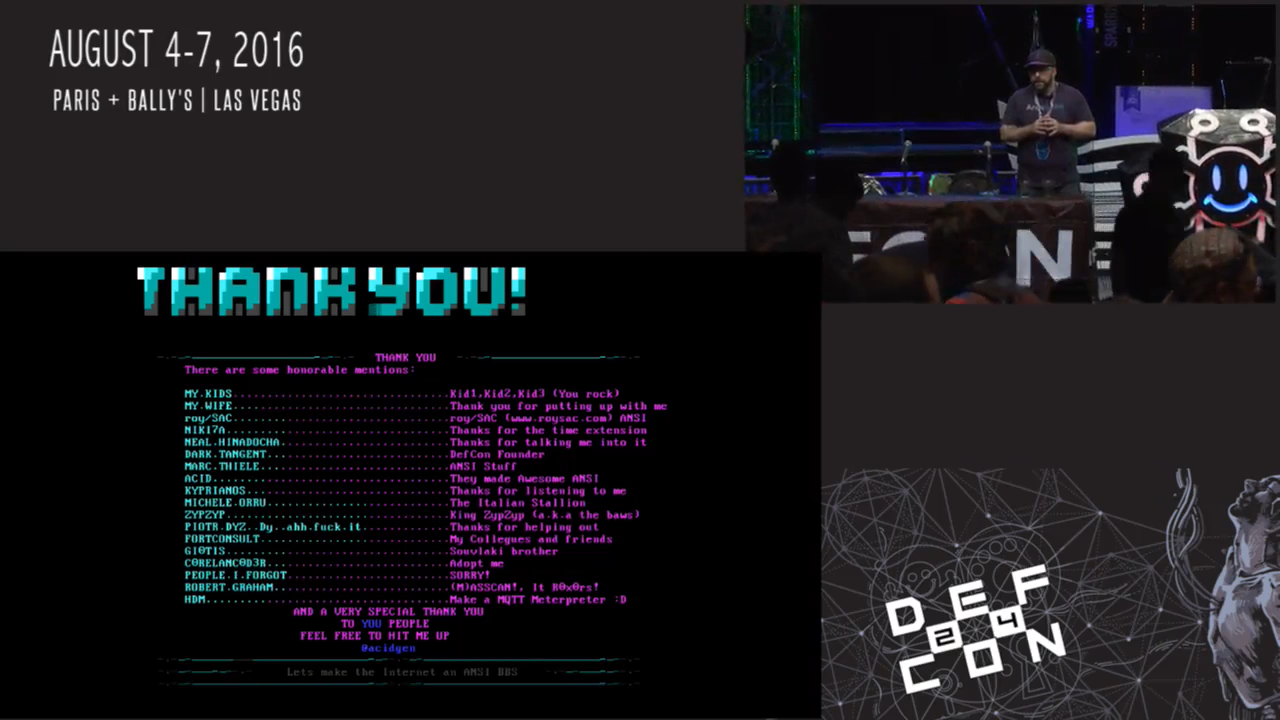 AUGUST 4-7, 2016
PARIS + BALLY'S | LAS VEGAS
THANK YOU!
THANK YOU
There are some honorable mentions:
MY.KIDS....................................Kid1,Kid2,Kid3 (You rock)
MY.WIFE....................................Thank you for putting up with me
roy/SAC....................................roy/SAC (www.roysac.com) ANSI
N1K17A.....................................Thanks for the time extension
NEAL.HINADOCHA.............................Thanks for talking me into it
DARK.TANGENT...............................DefCon Founder
MARC.THIELE................................ANSI Stuff
ACID.......................................They made Awesome ANSI
KYPRIANOS..................................Thanks for listening to me
MICHELE.ORRU...............................The Italian Stallion
ZYPZYP.....................................King ZypZyp (a.k.a the baws)
PIOTR.DYZ..Dy..ahh.fuck.it.................Thanks for helping out
FORTCONSULT................................My Collegues and friends
GIOTIS.....................................Souvlaki brother
C0RELANC0D3R...............................Adopt me
PEOPLE.I.FORGOT............................SORRY!
ROBERT.GRAHAM..............................(M)ASSCAN!, It R0x0rs!
HDM........................................Make a MQTT Meterpreter :D
AND A VERY SPECIAL THANK YOU
TO YOU PEOPLE
FEEL FREE TO HIT ME UP
@acidgen
Lets make the Internet an ANSI BBS
DEF
24
CON